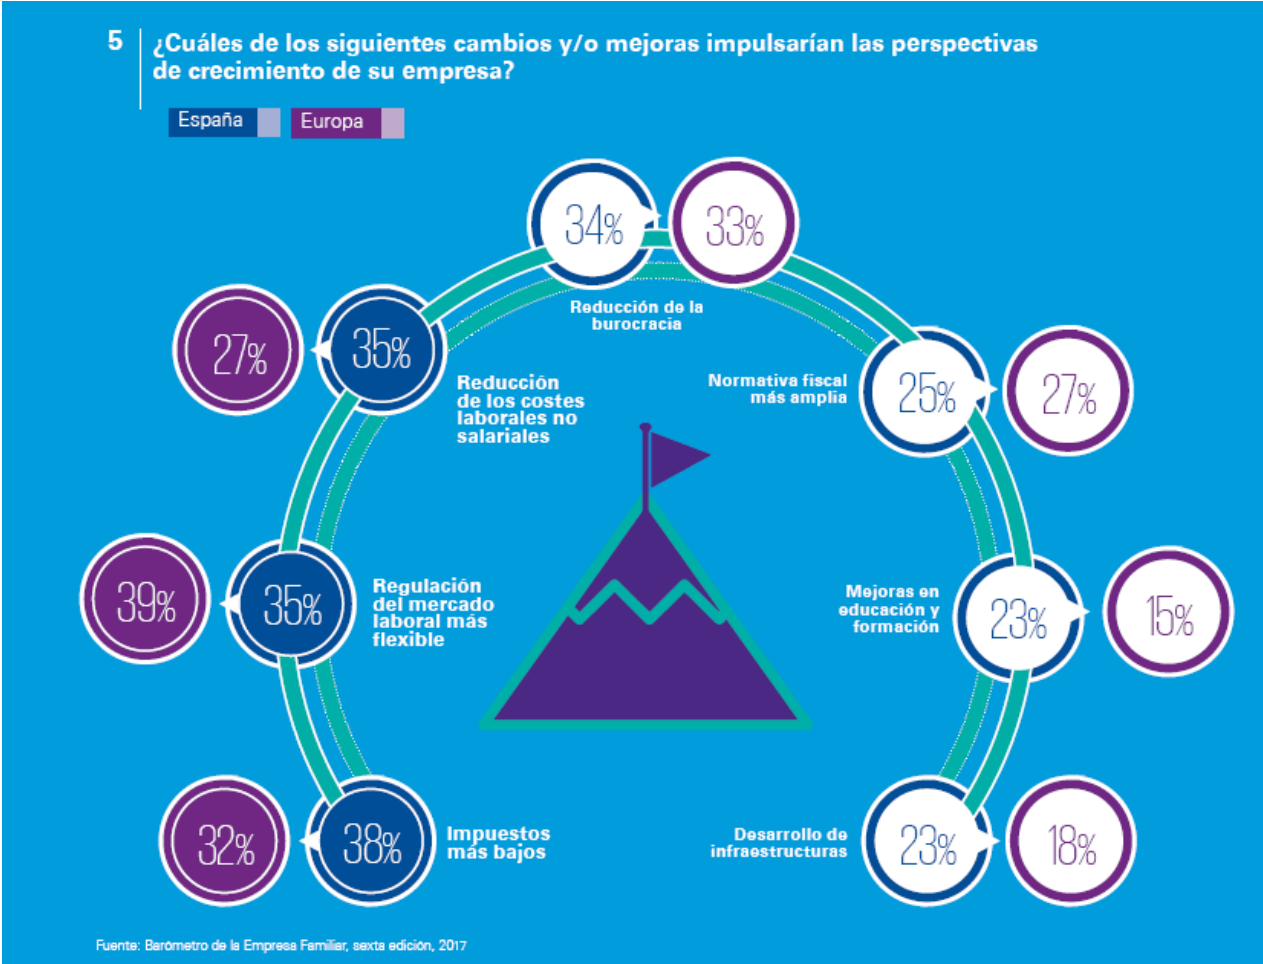 5
¿Cuáles de los siguientes cambios y/o mejoras impulsarían las perspectivas
de crecimiento de su empresa?
España
Europa
34%
33%
Reducción de la
burocracia
27%
35%
Reducción
de los costes
laborales no
salariales
Normativa fiscal
más amplia
25%
27%
39%
35%
Regulación
del mercado
laboral más
flexible
Mejoras en
educación y
formación
23%
15%
32%
38%
Impuestos
más bajos
Desarrollo de
infraestructuras
23%
18%
Fuente: Barómetro de la Empresa Familiar, sexta edición, 2017